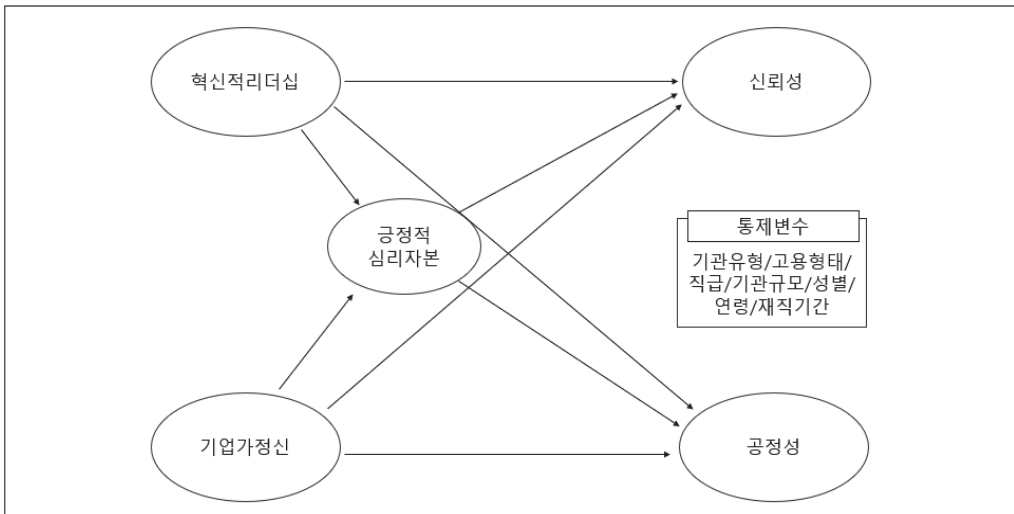 혁신적리더십
신뢰성
긍정적
심리자본
통제변수
기관유형/고용형태/
직급/기관규모/성별/
연령/재직기간
기업가정신
공정성